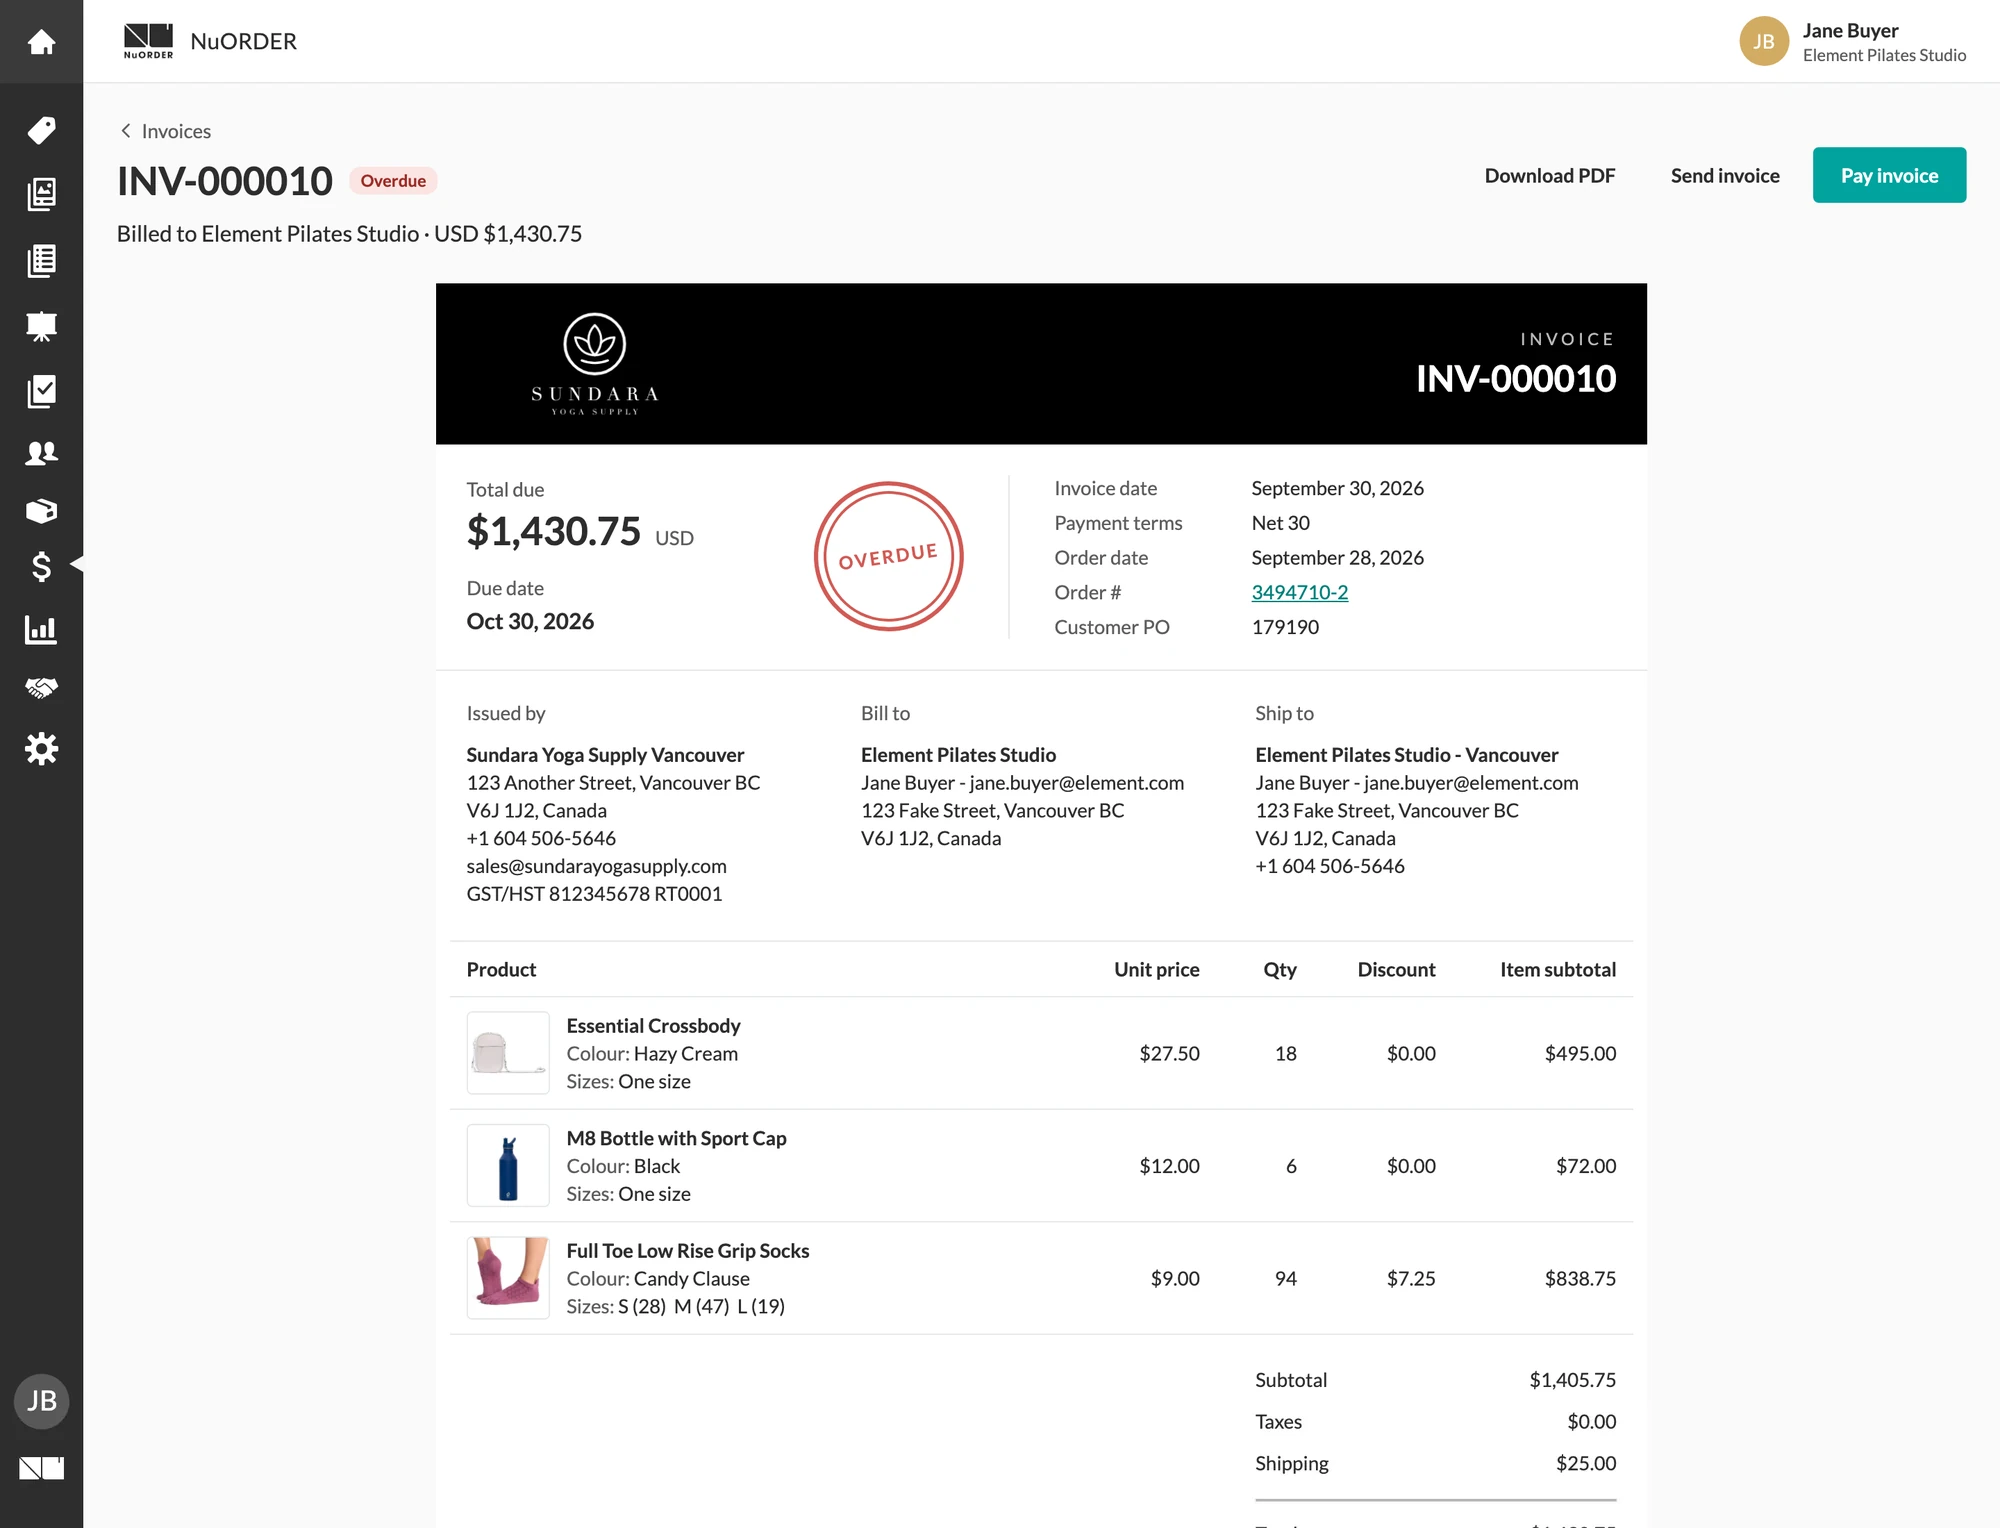 NuORDER
NuORDER
JB
Jane Buyer
Element Pilates Studio
Invoices
INV-000010
Overdue
Download PDF
Send invoice
Pay invoice
Billed to Element Pilates Studio · USD $1,430.75
SUNDARA
YOGA SUPPLY
INVOICE
INV-000010
Total due
$1,430.75 USD
Due date
Oct 30, 2026
OVERDUE
Invoice date September 30, 2026
Payment terms Net 30
Order date September 28, 2026
Order # 3494710-2
Customer PO 179190
Issued by
Sundara Yoga Supply Vancouver
123 Another Street, Vancouver BC
V6J 1J2, Canada
+1 604 506-5646
sales@sundarayogasupply.com
GST/HST 812345678 RT0001
Bill to
Element Pilates Studio
Jane Buyer - jane.buyer@element.com
123 Fake Street, Vancouver BC
V6J 1J2, Canada
Ship to
Element Pilates Studio - Vancouver
Jane Buyer - jane.buyer@element.com
123 Fake Street, Vancouver BC
V6J 1J2, Canada
+1 604 506-5646
Product Unit price Qty Discount Item subtotal
Essential Crossbody
Colour: Hazy Cream
Sizes: One size
$27.50 18 $0.00 $495.00
M8 Bottle with Sport Cap
Colour: Black
Sizes: One size
$12.00 6 $0.00 $72.00
Full Toe Low Rise Grip Socks
Colour: Candy Clause
Sizes: S (28) M (47) L (19)
$9.00 94 $7.25 $838.75
Subtotal $1,405.75
Taxes $0.00
Shipping $25.00
JB